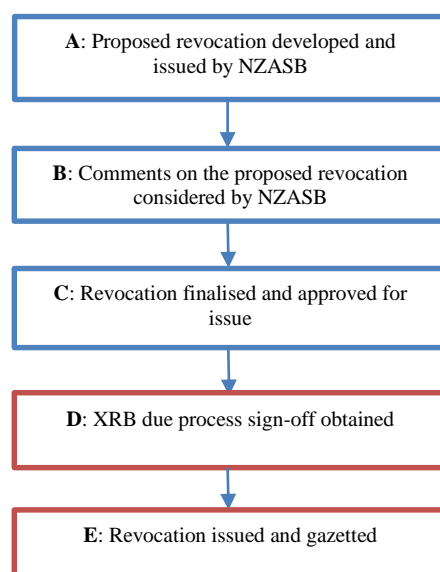 A: Proposed revocation developed and
issued by NZASB
B: Comments on the proposed revocation
considered by NZASB
C: Revocation finalised and approved for
issue
D: XRB due process sign-off obtained
E: Revocation issued and gazetted